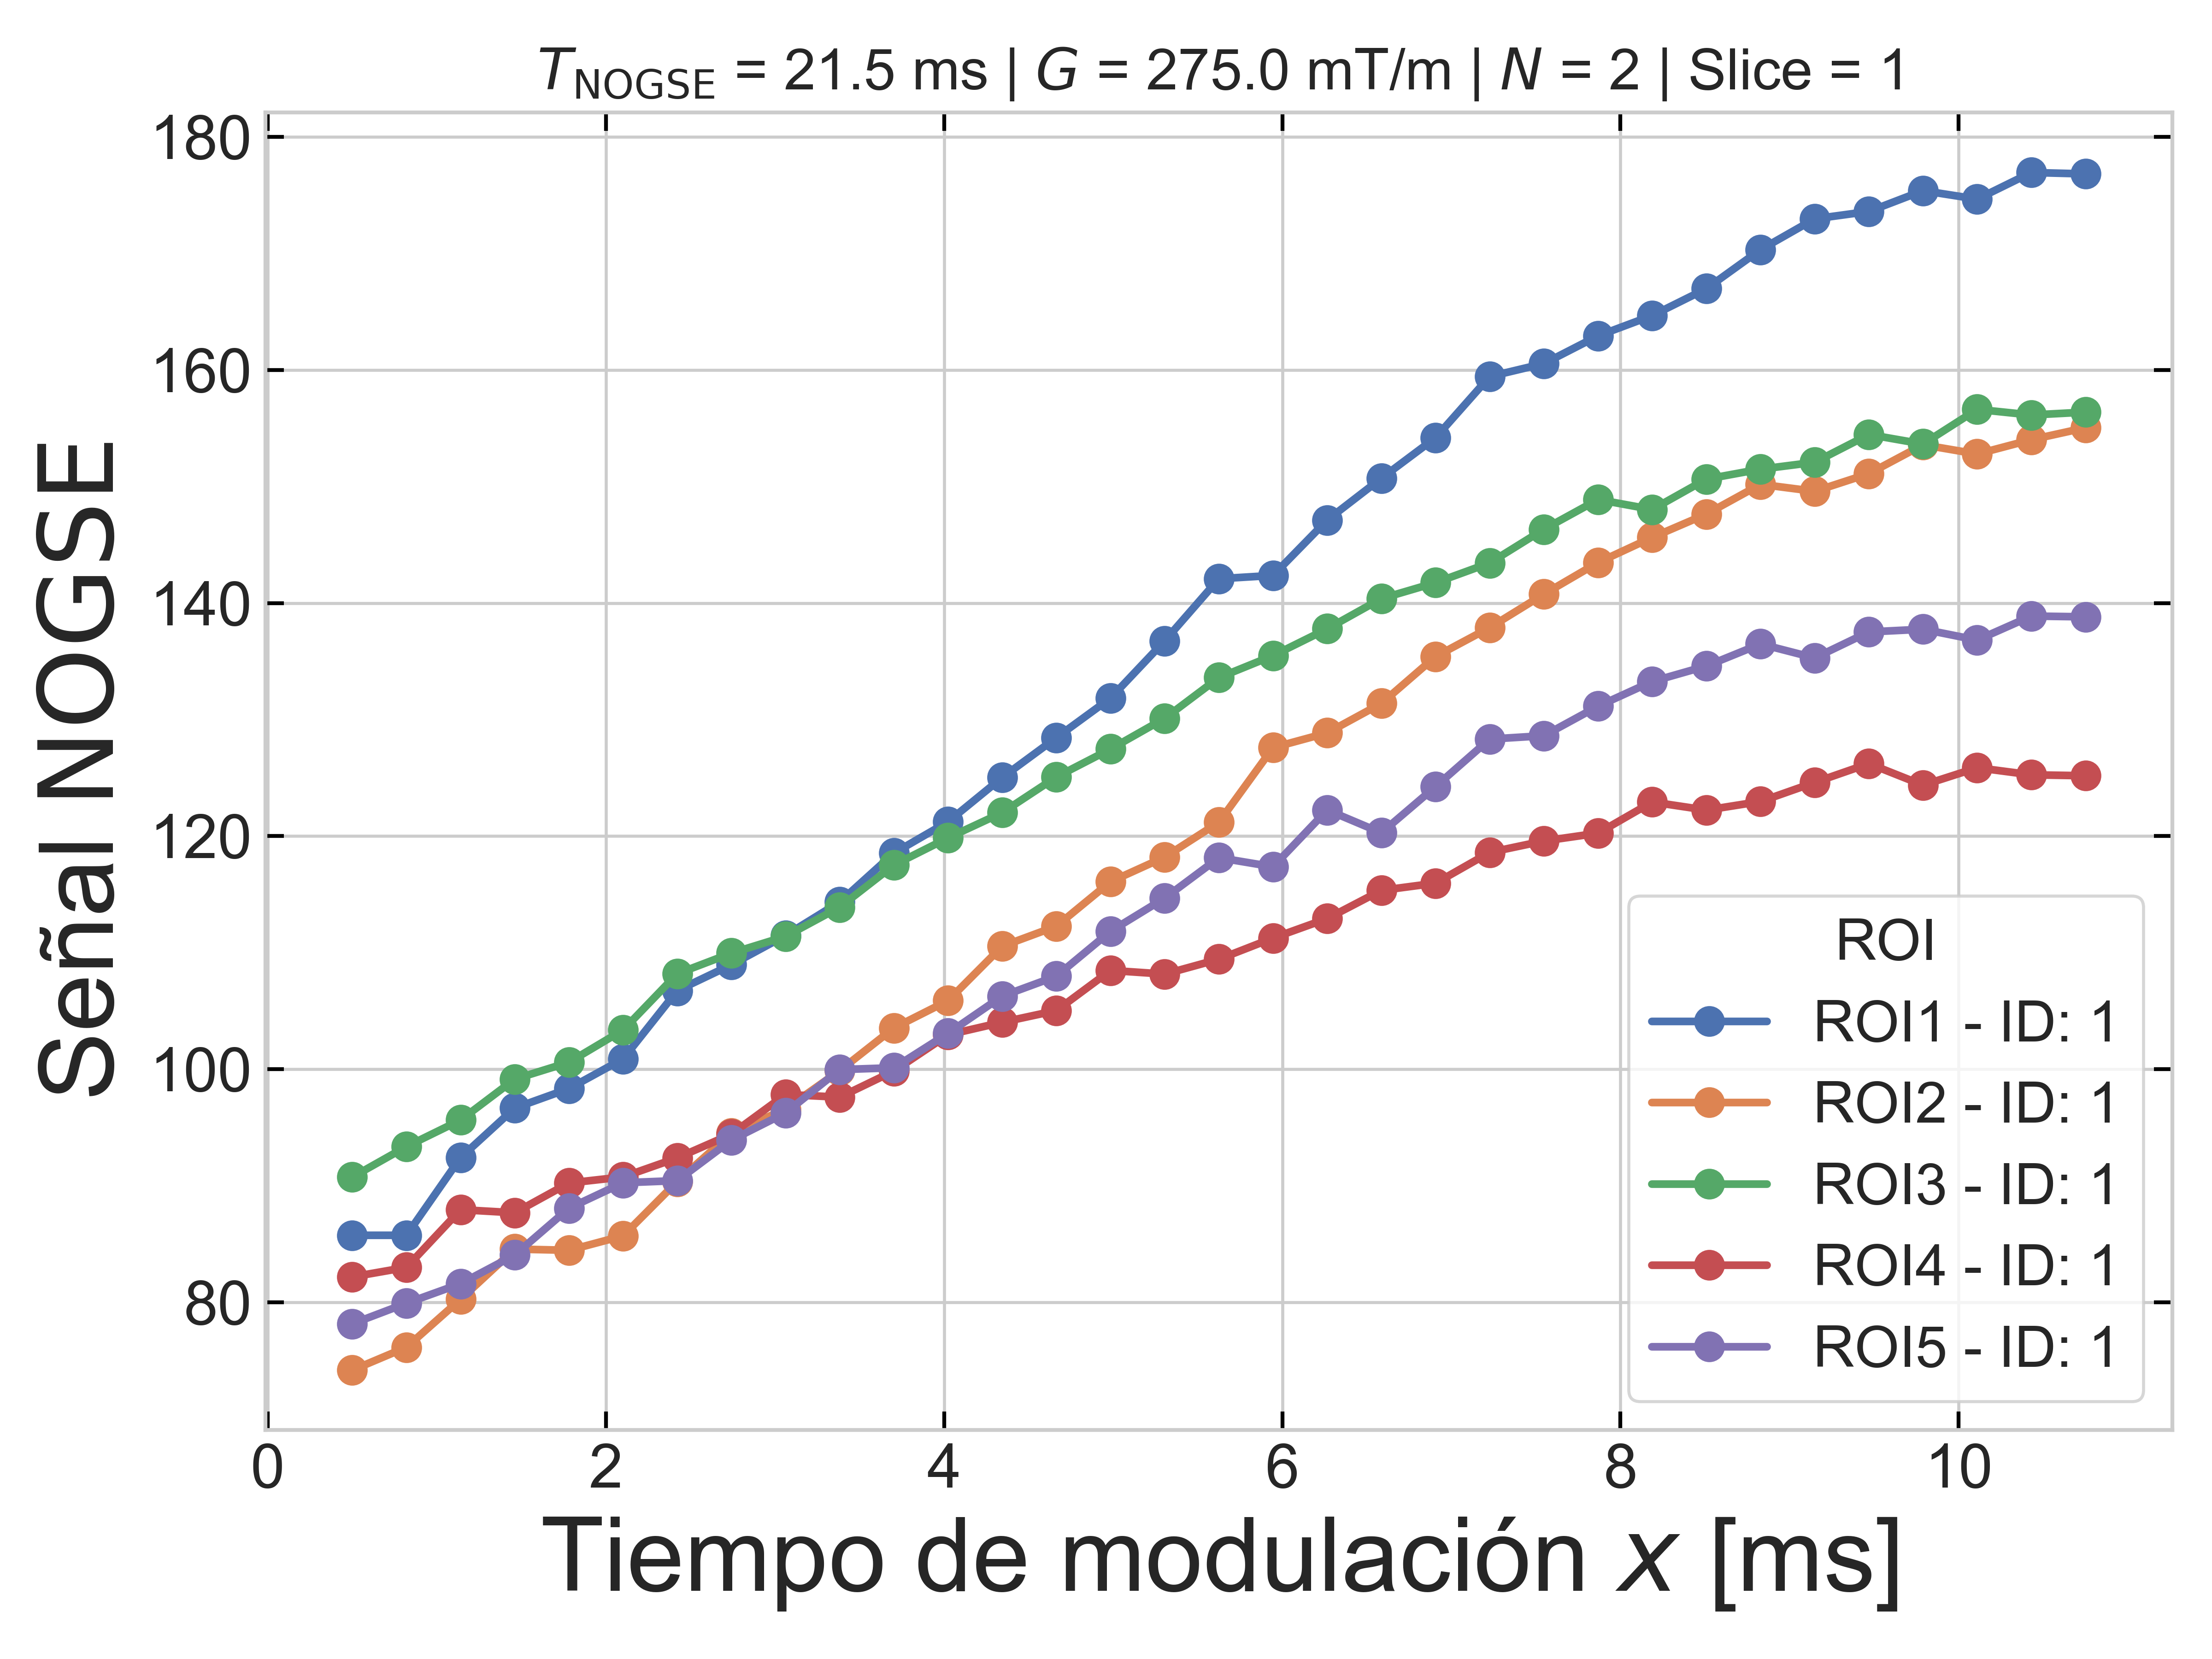 T_NOGSE = 21.5 ms | G = 275.0 mT/m | N = 2 | Slice = 1
Señal NOGSE
180
160
140
120
100
80
0 2 4 6 8 10
Tiempo de modulación x [ms]
ROI
ROI1 - ID: 1
ROI2 - ID: 1
ROI3 - ID: 1
ROI4 - ID: 1
ROI5 - ID: 1